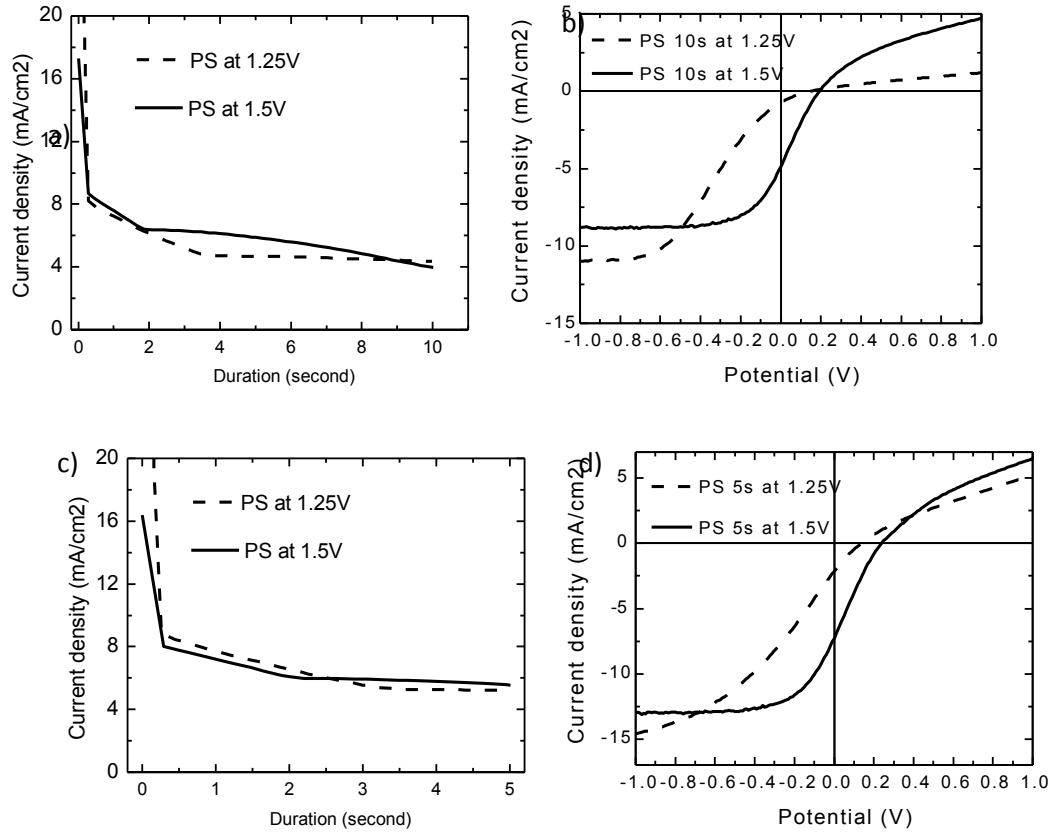 a)
Current density (mA/cm2)
20
16
12
8
4
0
PS at 1.25V
PS at 1.5V
0 2 4 6 8 10
Duration (second)
b)
Current density (mA/cm2)
5
0
-5
-10
-15
PS 10s at 1.25V
PS 10s at 1.5V
-1.0 -0.8 -0.6 -0.4 -0.2 0.0 0.2 0.4 0.6 0.8 1.0
Potential (V)
c)
Current density (mA/cm2)
20
16
12
8
4
0
PS at 1.25V
PS at 1.5V
0 1 2 3 4 5
Duration (second)
d)
Current density (mA/cm2)
5
0
-5
-10
-15
PS 5s at 1.25V
PS 5s at 1.5V
-1.0 -0.8 -0.6 -0.4 -0.2 0.0 0.2 0.4 0.6 0.8 1.0
Potential (V)